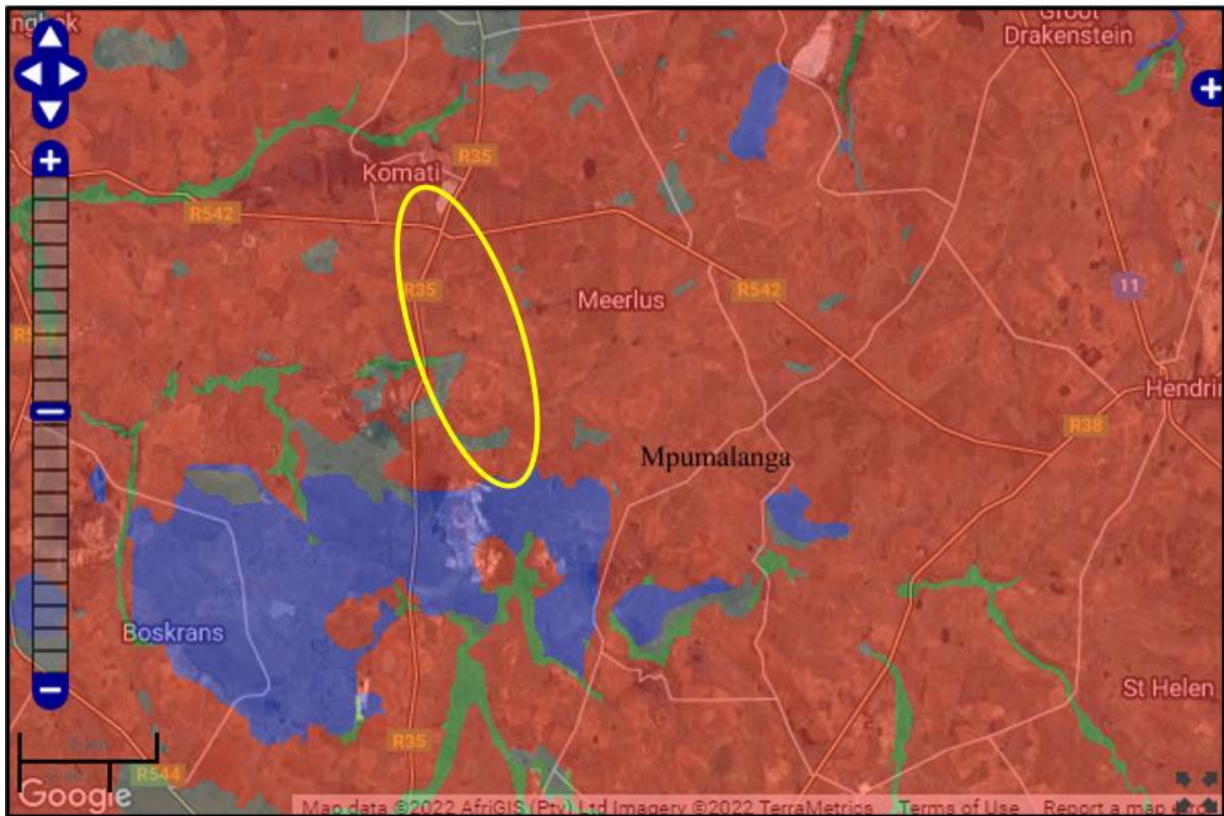 Groot
Drakenstein
R35
Komati
R542
11
R35
Meerlus
R542
Hendri
R38
Mpumalanga
Boskrans
St Helen
R35
R544
Google
Map data ©2022 AfriGIS (Pty) Ltd Imagery ©2022 TerraMetrics Terms of Use Report a map error